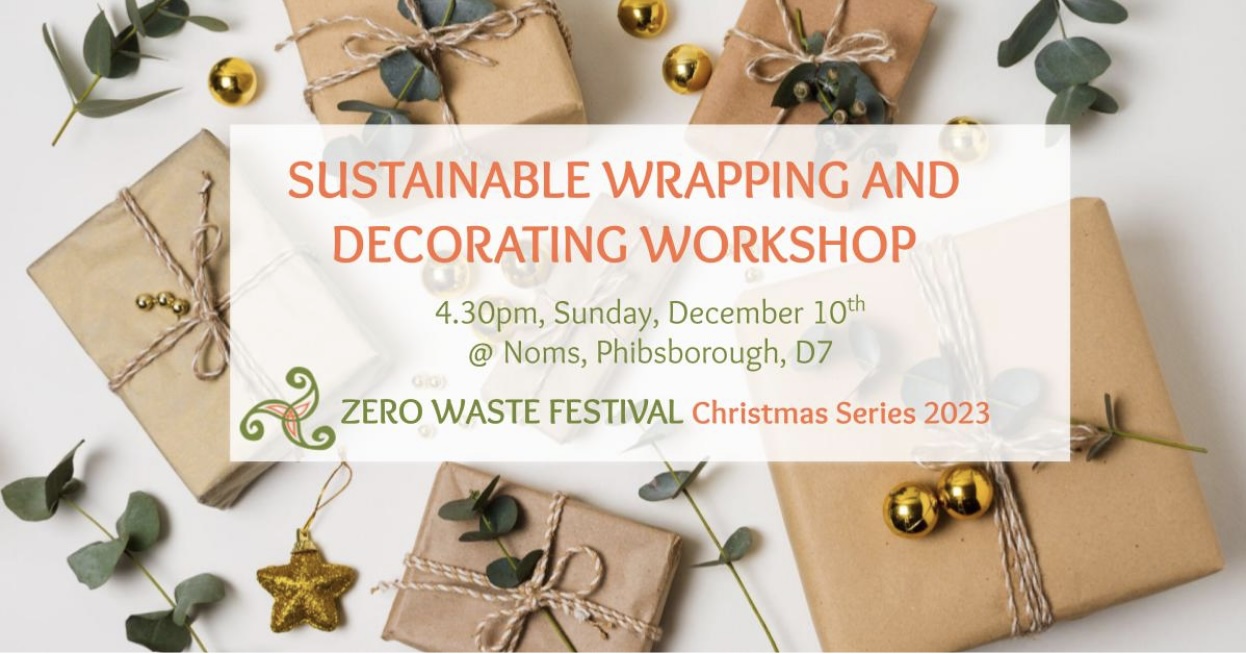 SUSTAINABLE WRAPPING AND
DECORATING WORKSHOP
4.30pm, Sunday, December 10th
@ Noms, Phibsborough, D7
ZERO WASTE FESTIVAL Christmas Series 2023